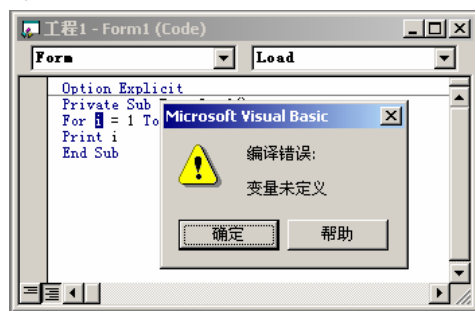 工程1 - Form1 (Code)
Form
Load
Option Explicit
Private Sub
For i = 1 To
Print i
End Sub
Microsoft Visual Basic
编译错误:
变量未定义
确定
帮助